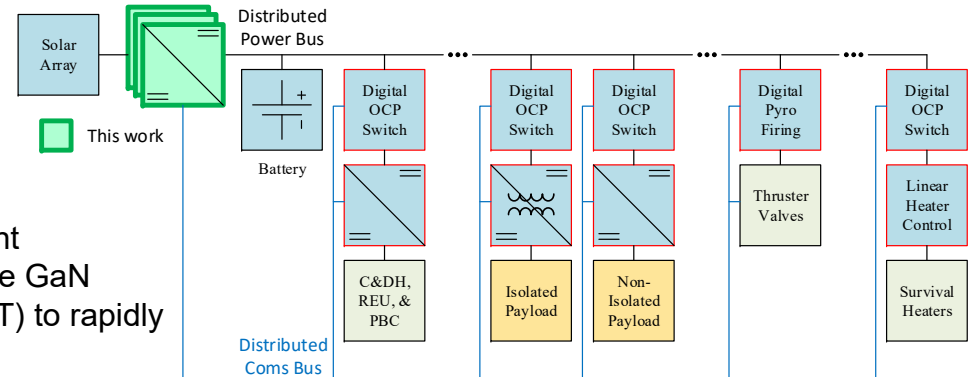 Distributed
Power Bus
Solar
Array
This work
+
Battery
Digital
OCP
Switch
Digital
OCP
Switch
Digital
OCP
Switch
Digital
Pyro
Firing
Digital
OCP
Switch
Thruster
Valves
Linear
Heater
Control
C&DH,
REU, &
PBC
Isolated
Payload
Non-
Isolated
Payload
Survival
Heaters
Distributed
Coms Bus
nt
e GaN
T) to rapidly